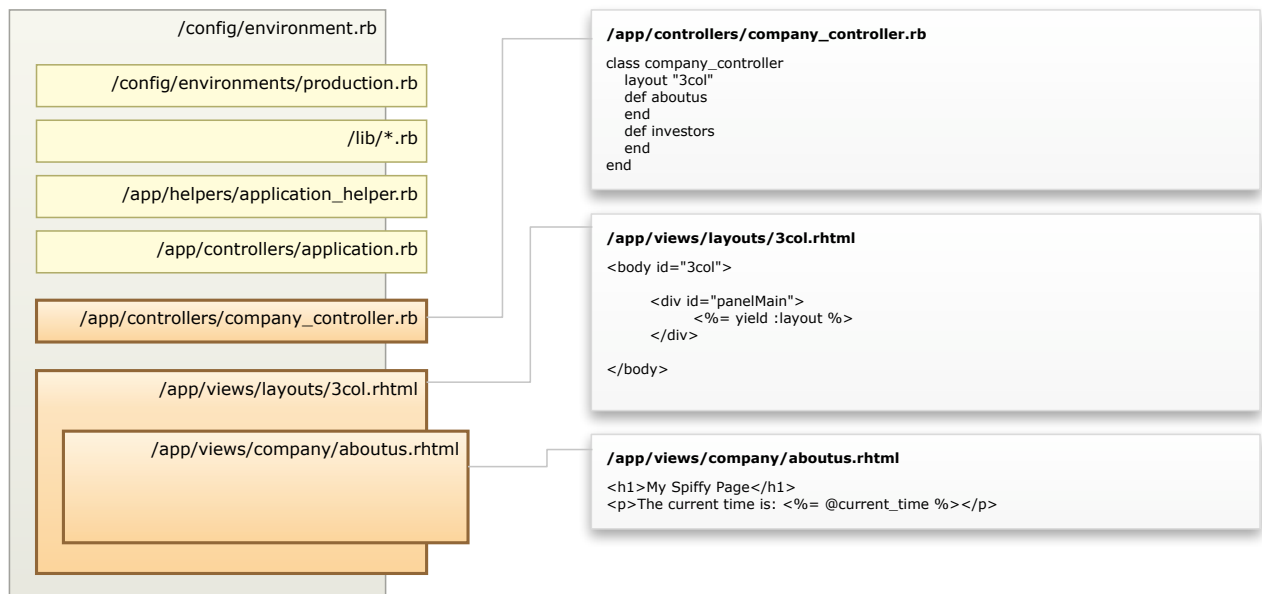 /config/environment.rb
/config/environments/production.rb
/lib/*.rb
/app/helpers/application_helper.rb
/app/controllers/application.rb
/app/controllers/company_controller.rb
/app/views/layouts/3col.rhtml
/app/views/company/aboutus.rhtml
/app/controllers/company_controller.rb
class company_controller
layout "3col"
def aboutus
end
def investors
end
end
/app/views/layouts/3col.rhtml
<body id="3col">
<div id="panelMain">
<%= yield :layout %>
</div>
</body>
/app/views/company/aboutus.rhtml
<h1>My Spiffy Page</h1>
<p>The current time is: <%= @current_time %></p>